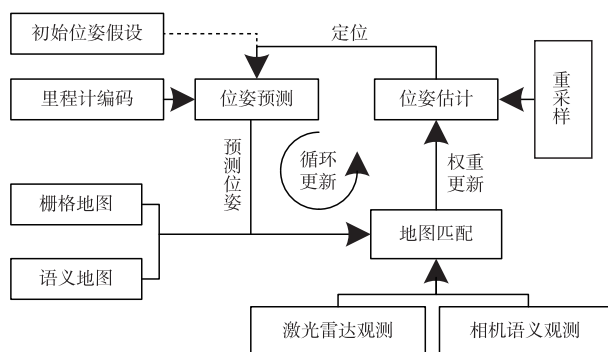 初始位姿假设
定位
里程计编码
位姿预测
位姿估计
重采样
预测位姿
循环
更新
权重
更新
栅格地图
地图匹配
语义地图
激光雷达观测
相机语义观测